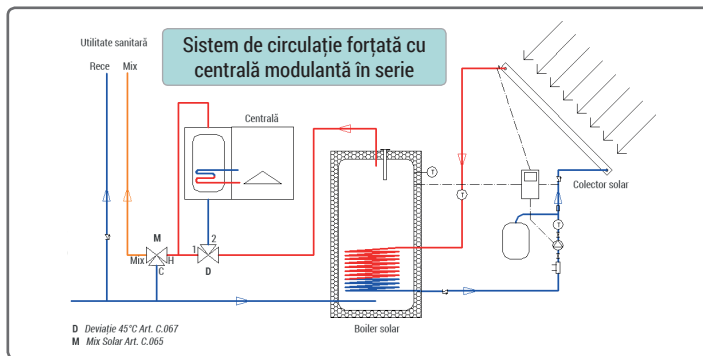 Sistem de circulație forțată cu
centrală modulantă în serie
Utilitate sanitară
Rece
Mix
Centrală
T
T
T
Colector solar
M
Mix
H
C
1
2
D
Boiler solar
D Deviație 45°C Art. C.067
M Mix Solar Art. C.065